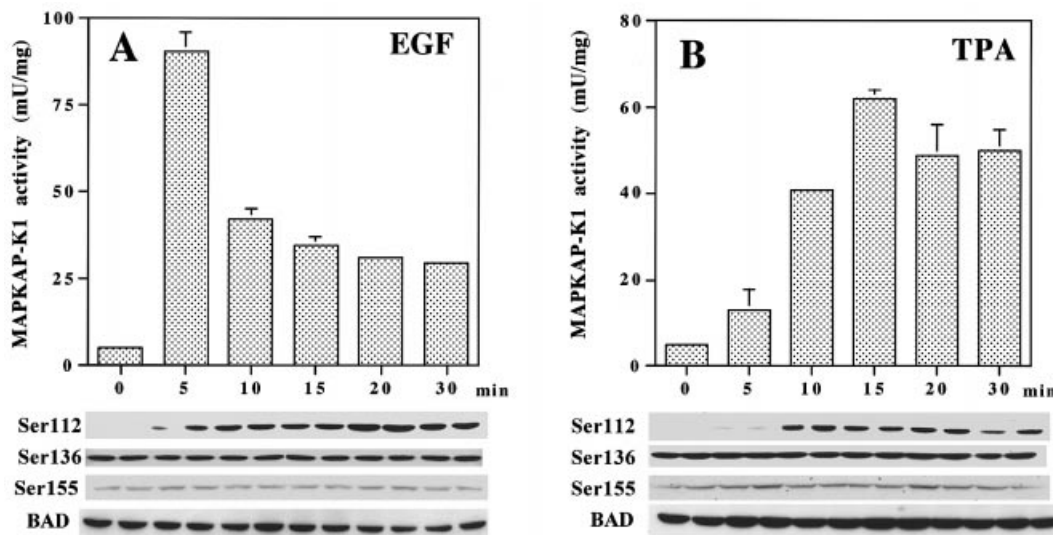 A
EGF
MAPKAP-K1 activity (mU/mg)
100
75
50
25
0
0 5 10 15 20 30 min
Ser112
Ser136
Ser155
BAD
B
TPA
MAPKAP-K1 activity (mU/mg)
80
60
40
20
0
0 5 10 15 20 30 min
Ser112
Ser136
Ser155
BAD